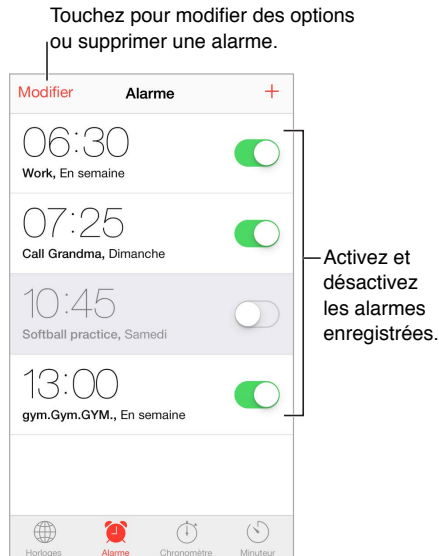 Touchez pour modifier des options
ou supprimer une alarme.
Modifier Alarme +
06:30
Work, En semaine
07:25
Call Grandma, Dimanche
10:45
Softball practice, Samedi
13:00
gym.Gym.GYM., En semaine
Activez et
désactivez
les alarmes
enregistrées.
Horloges Alarme Chronomètre Minuteur